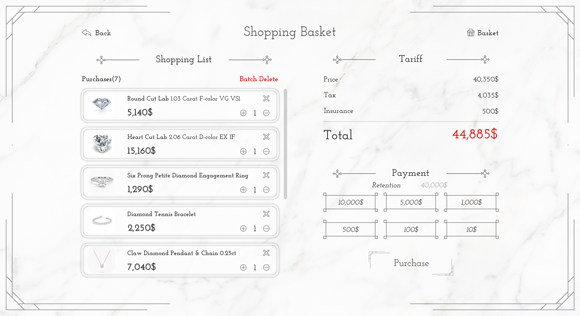 Back
Shopping Basket
Basket
Shopping List
Purchases(7)
Batch Delete
Round Cut Lab 1.03 Carat F-color VG VS1
5,140$
1
Heart Cut Lab 2.06 Carat D-color EX IF
15,160$
1
Six Prong Petite Diamond Engagement Ring
1,290$
1
Diamond Tennis Bracelet
2,250$
1
Claw Diamond Pendant & Chain 0.25ct
7,040$
1
Tariff
Price
40,350$
Tax
4,035$
Insurance
500$
Total
44,885$
Payment
Retention
40,000$
10,000$
5,000$
1,000$
500$
100$
10$
Purchase